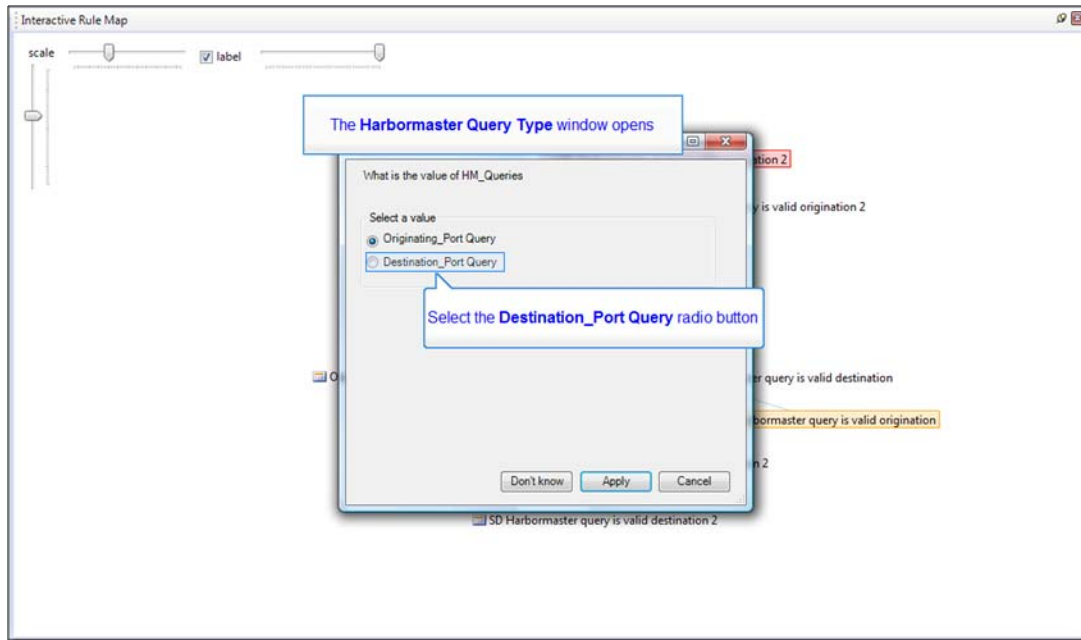 Interactive Rule Map
scale
label
The Harbormaster Query Type window opens
ation 2
What is the value of HM_Queries
y is valid origination 2
Select a value
Originating_Port Query
Destination_Port Query
Select the Destination_Port Query radio button
O
er query is valid destination
bormaster query is valid origination
n 2
Don't know
Apply
Cancel
SD Harbormaster query is valid destination 2